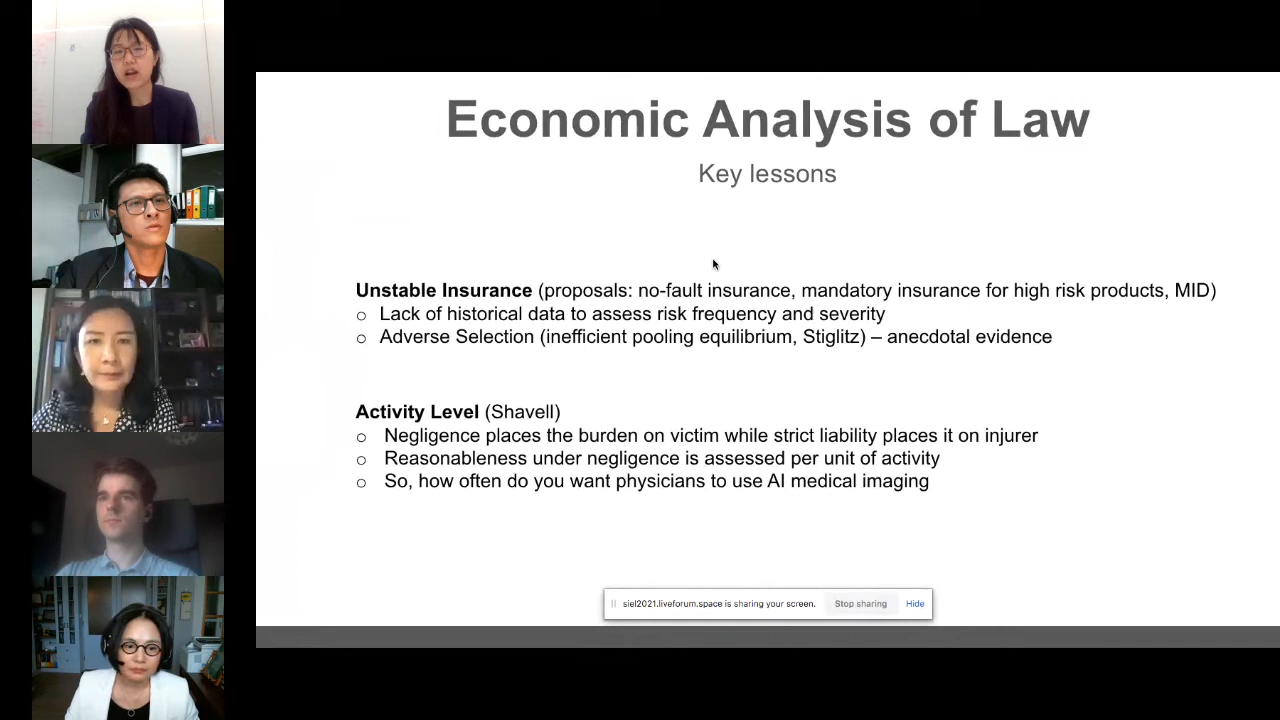 Economic Analysis of Law
Key lessons
Unstable Insurance (proposals: no-fault insurance, mandatory insurance for high risk products, MID)
○ Lack of historical data to assess risk frequency and severity
○ Adverse Selection (inefficient pooling equilibrium, Stiglitz) – anecdotal evidence
Activity Level (Shavell)
○ Negligence places the burden on victim while strict liability places it on injurer
○ Reasonableness under negligence is assessed per unit of activity
○ So, how often do you want physicians to use AI medical imaging
siel2021.liveforum.space is sharing your screen. Stop sharing Hide